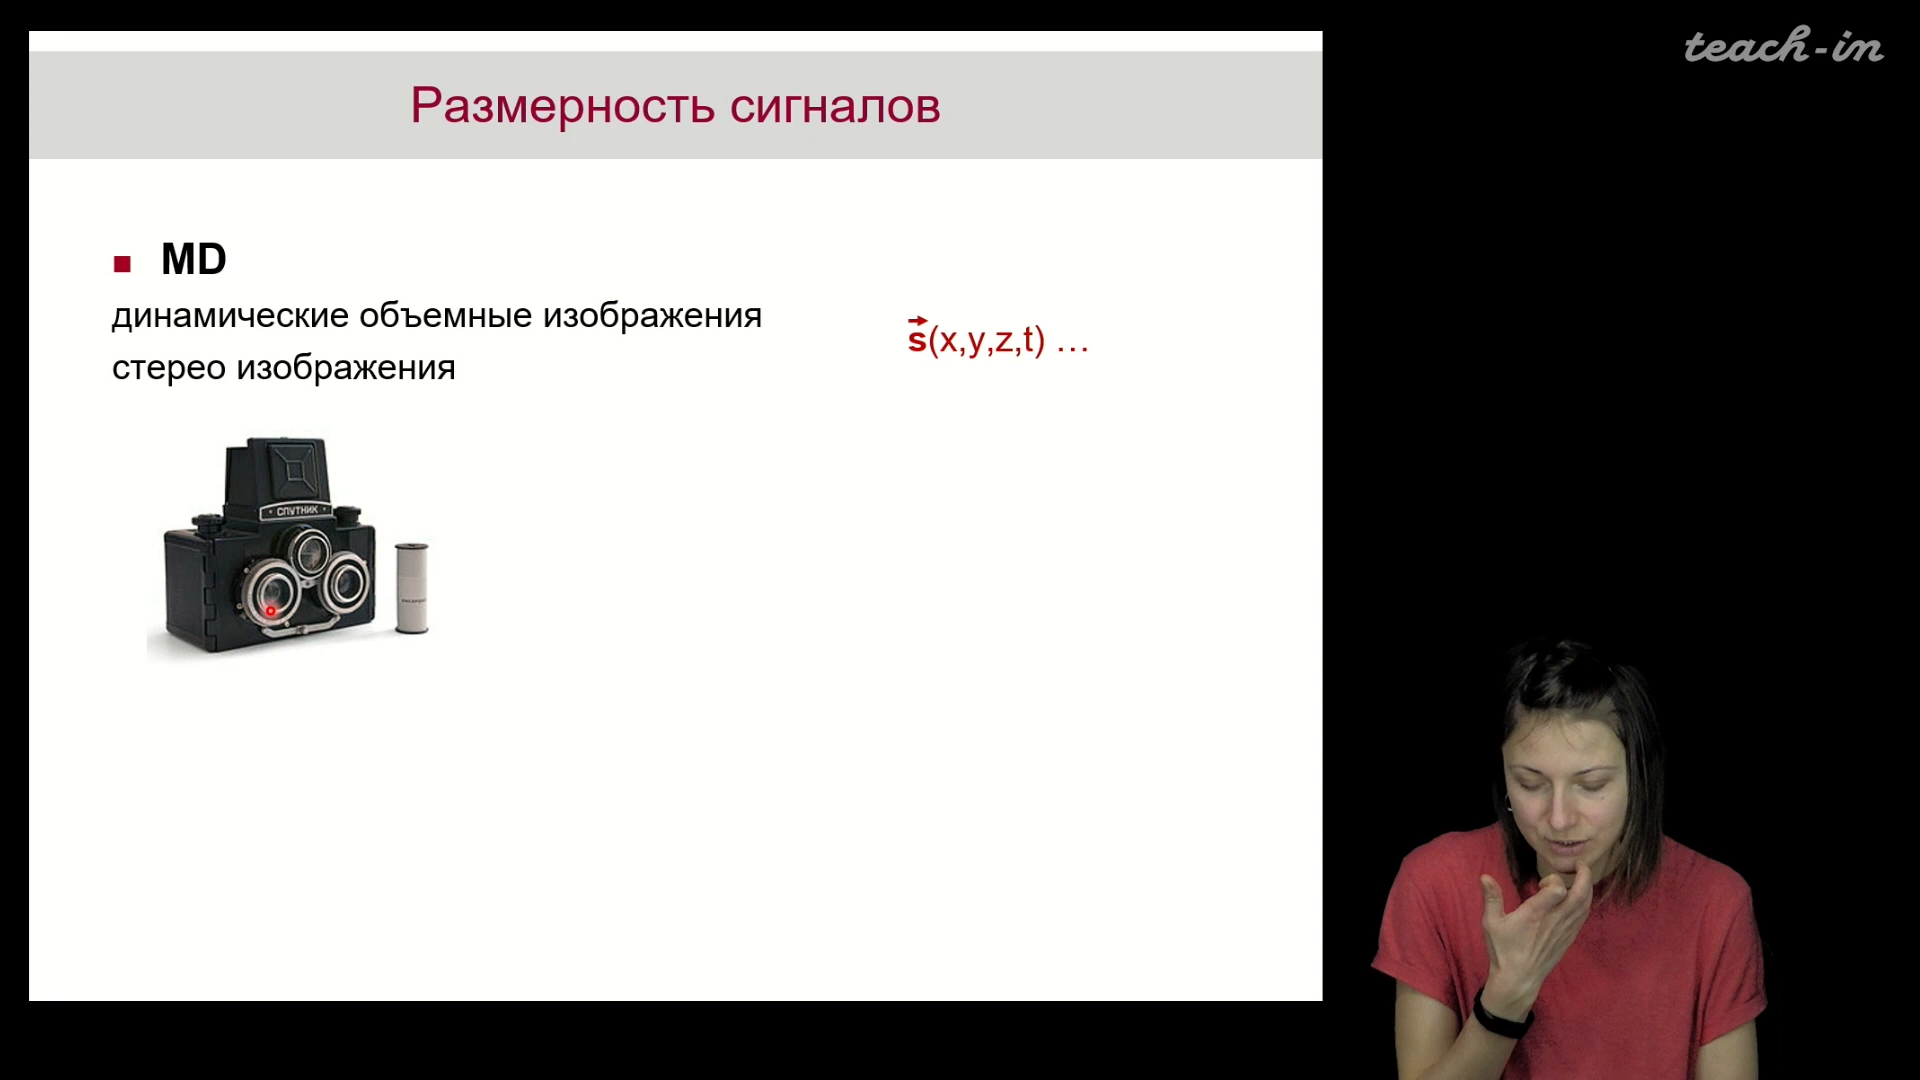 teach-in
Размерность сигналов
MD
динамические объемные изображения
стерео изображения
s⃗(x,y,z,t) …
СПУТНИК